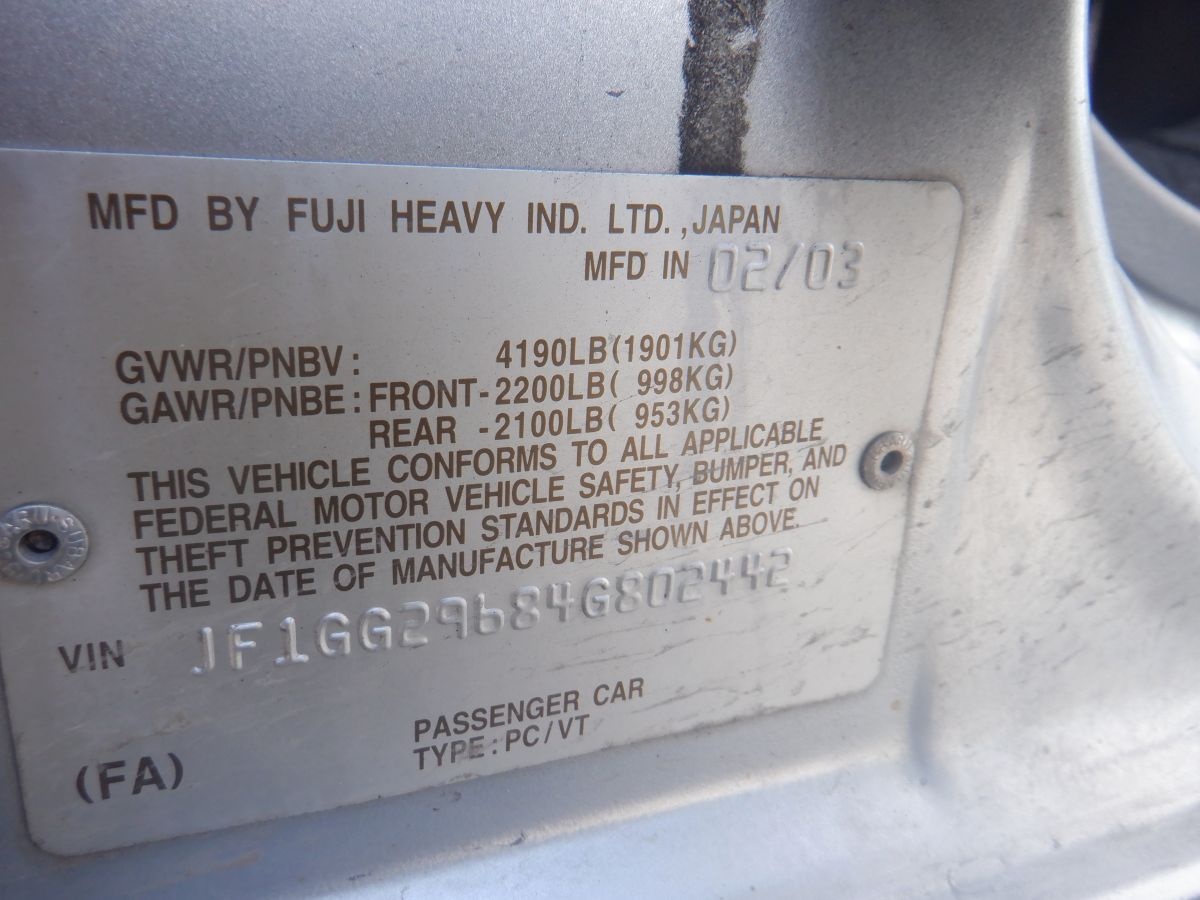 MFD BY FUJI HEAVY IND. LTD.,JAPAN
MFD IN 02/03
GVWR/PNBV: 4190LB(1901KG)
GAWR/PNBE:FRONT-2200LB( 998KG)
REAR -2100LB( 953KG)
THIS VEHICLE CONFORMS TO ALL APPLICABLE
FEDERAL MOTOR VEHICLE SAFETY, BUMPER, AND
THEFT PREVENTION STANDARDS IN EFFECT ON
THE DATE OF MANUFACTURE SHOWN ABOVE.
VIN JF1GG29684G802442
PASSENGER CAR
TYPE:PC/VT
(FA)